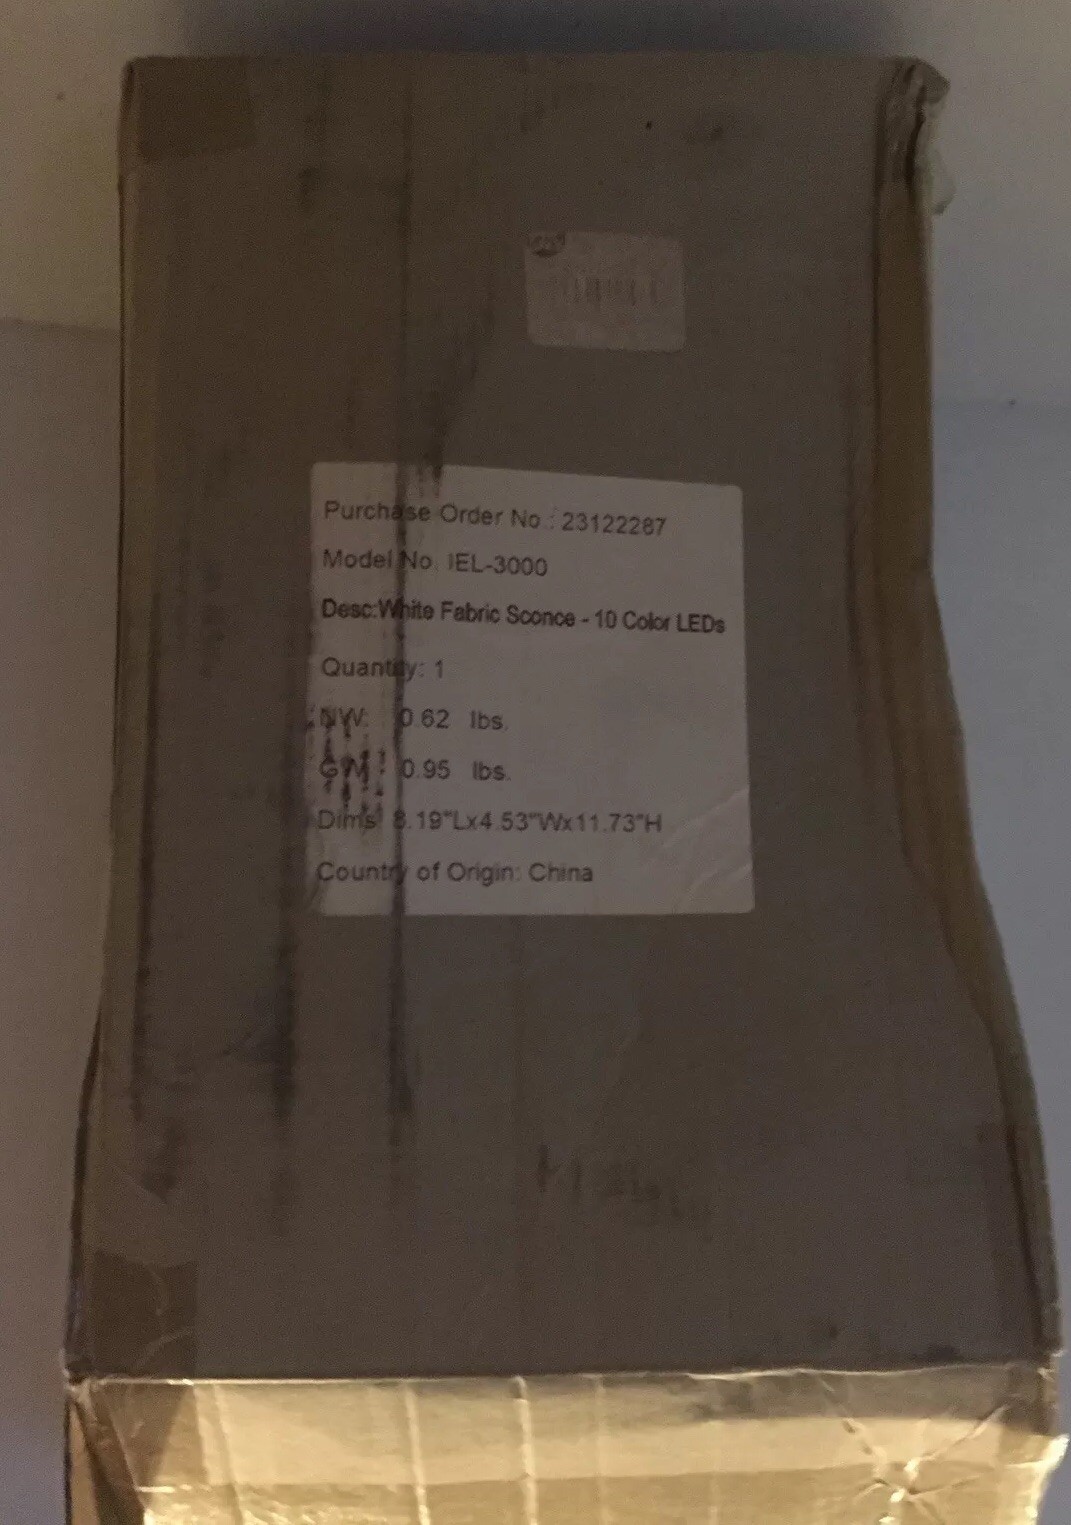 Purchase Order No.: 23122287
Model No. IEL-3000
Desc:White Fabric Sconce - 10 Color LEDs
Quantity: 1
NW: 0.62 lbs.
GW: 0.95 lbs.
Dims: 8.19"Lx4.53"Wx11.73"H
Country of Origin: China